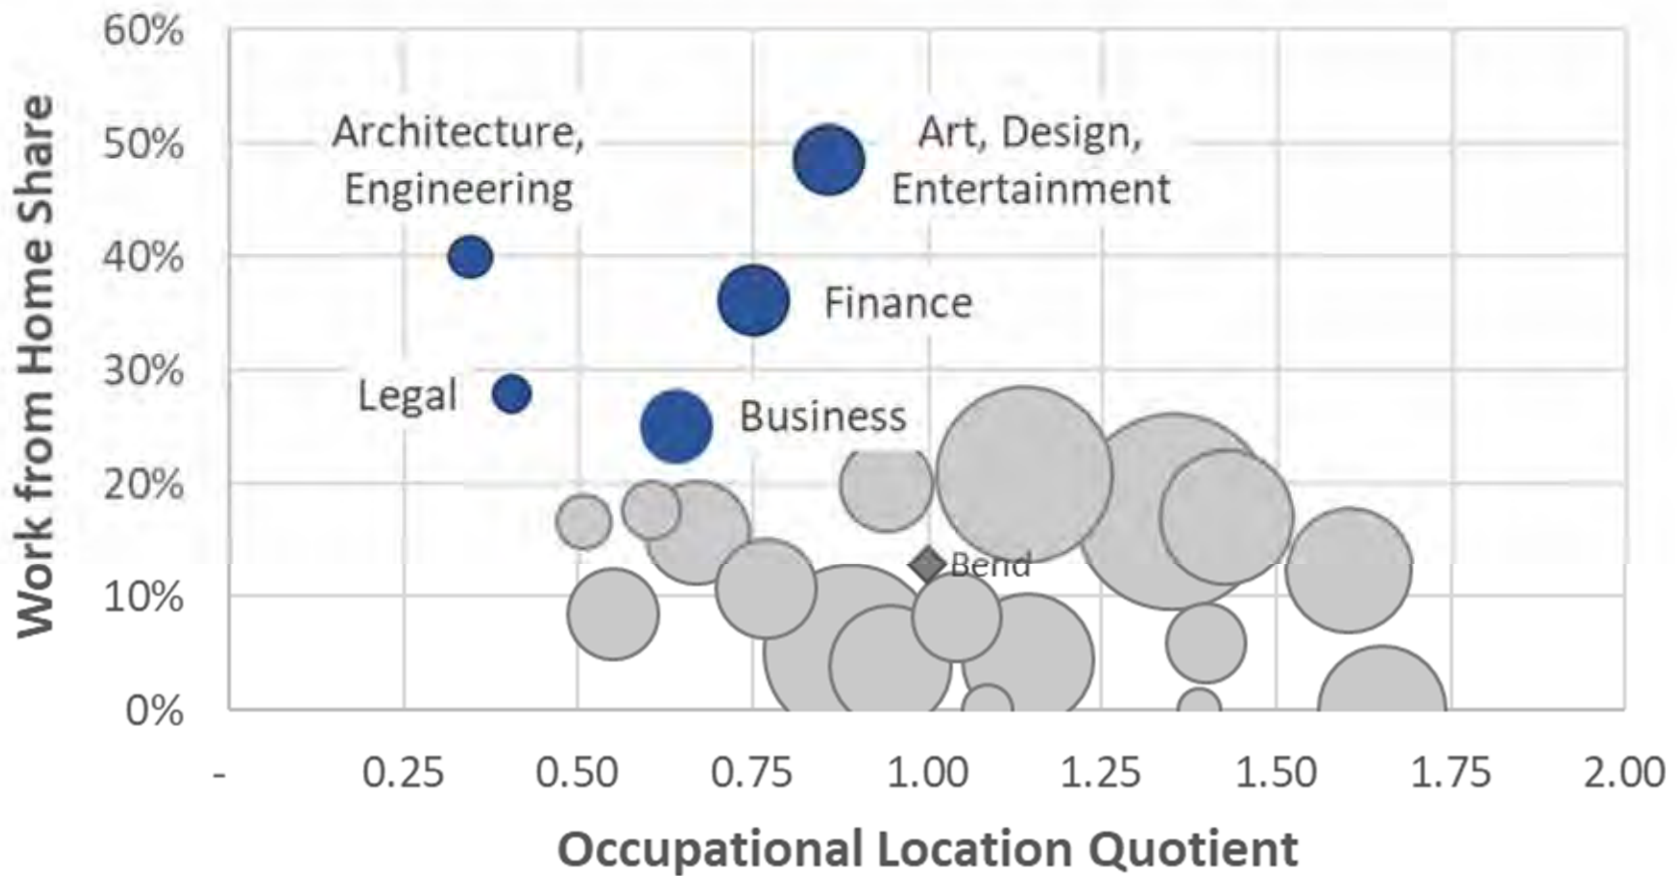 60%
50%
40%
30%
20%
10%
0%
Work from Home Share
Architecture,
Engineering
Art, Design,
Entertainment
Finance
Legal
Business
Bend
- 0.25 0.50 0.75 1.00 1.25 1.50 1.75 2.00
Occupational Location Quotient